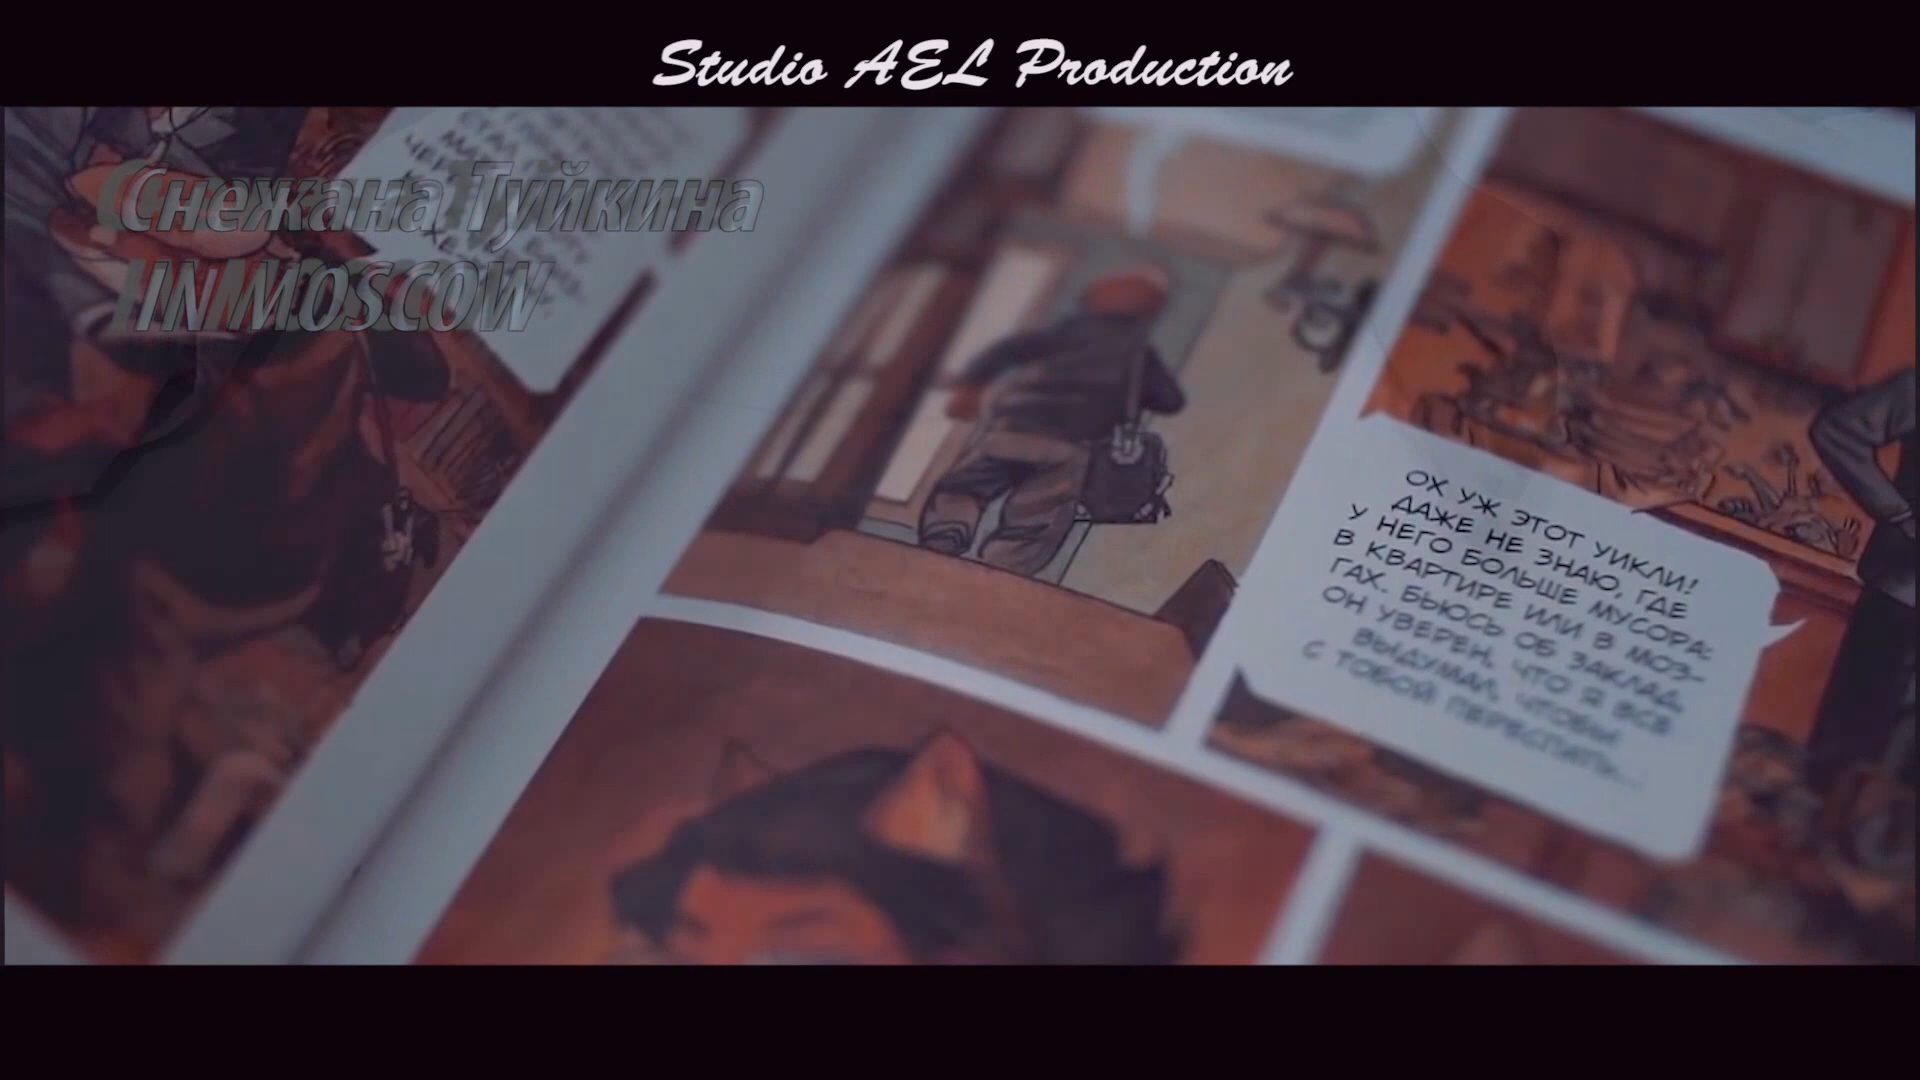 Studio AEL Production
Снежана Туйкина
IN MOSCOW
ОХ УЖ ЭТОТ УИКЛИ!
ДАЖЕ НЕ ЗНАЮ, ГДЕ
У НЕГО БОЛЬШЕ МУСОРА:
В КВАРТИРЕ ИЛИ В МОЗ-
ГАХ. БЬЮСЬ ОБ ЗАКЛАД,
ОН УВЕРЕН, ЧТО Я ВСЕ
ВЫДУМАЛ, ЧТОБЫ
С ТОБОЙ ПЕРЕСПАТЬ...